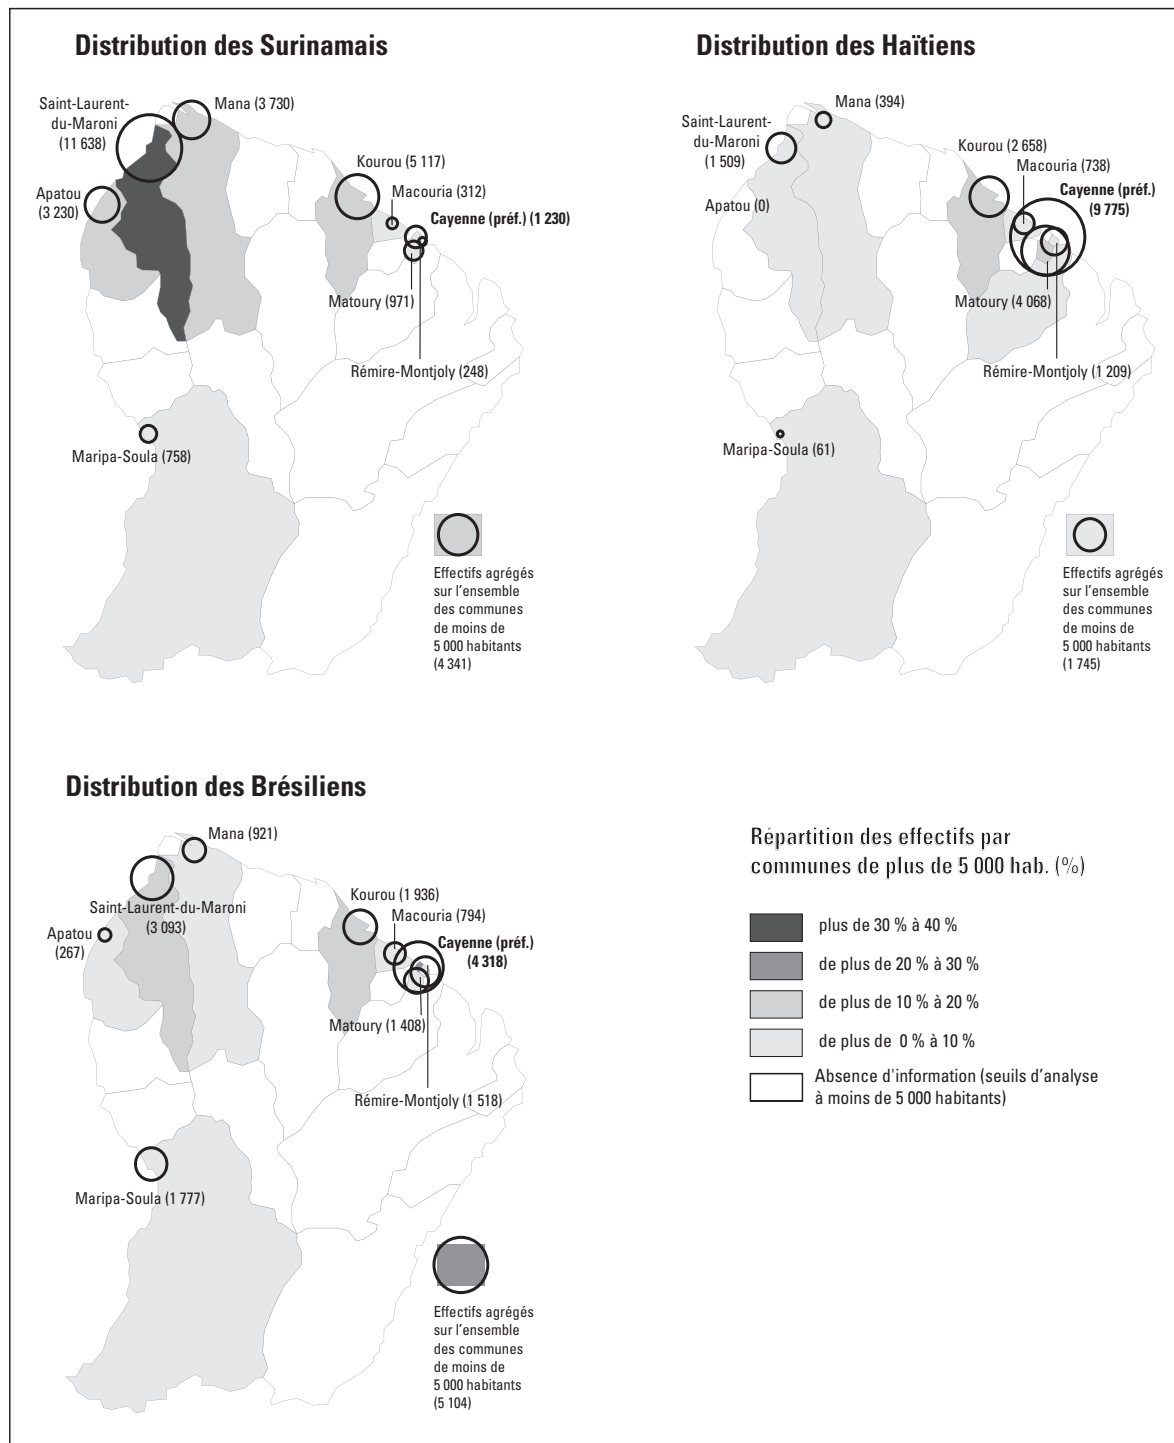 Distribution des Surinamais
Saint-Laurent-
du-Maroni
(11 638)
Mana (3 730)
Kourou (5 117)
Macouria (312)
Apatou
(3 230)
Cayenne (préf.) (1 230)
Matoury (971)
Rémire-Montjoly (248)
Maripa-Soula (758)
Effectifs agrégés
sur l'ensemble
des communes
de moins de
5 000 habitants
(4 341)
Distribution des Haïtiens
Mana (394)
Saint-Laurent-
du-Maroni
(1 509)
Kourou (2 658)
Macouria (738)
Cayenne (préf.)
(9 775)
Apatou (0)
Matoury (4 068)
Rémire-Montjoly (1 209)
Maripa-Soula (61)
Effectifs agrégés
sur l'ensemble
des communes
de moins de
5 000 habitants
(1 745)
Distribution des Brésiliens
Mana (921)
Saint-Laurent-du-Maroni
(3 093)
Kourou (1 936)
Macouria (794)
Apatou
(267)
Cayenne (préf.)
(4 318)
Matoury (1 408)
Rémire-Montjoly (1 518)
Maripa-Soula (1 777)
Effectifs agrégés
sur l'ensemble
des communes
de moins de
5 000 habitants
(5 104)
Répartition des effectifs par
communes de plus de 5 000 hab. (%)
plus de 30 % à 40 %
de plus de 20 % à 30 %
de plus de 10 % à 20 %
de plus de 0 % à 10 %
Absence d'information (seuils d'analyse
à moins de 5 000 habitants)